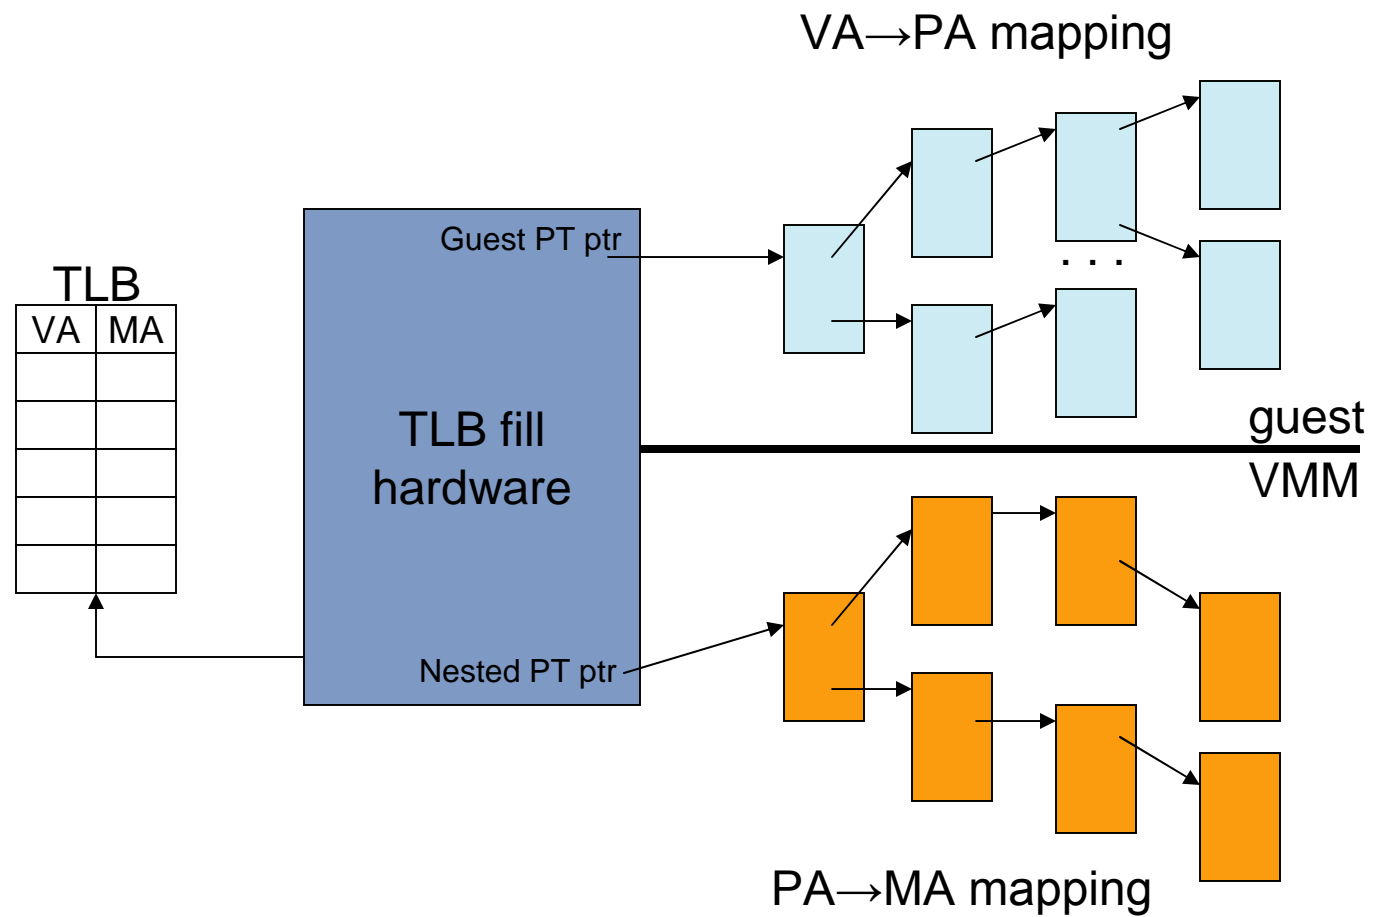 VA→PA mapping
Guest PT ptr
TLB
VA MA
. . .
TLB fill
hardware
guest
VMM
Nested PT ptr
PA→MA mapping